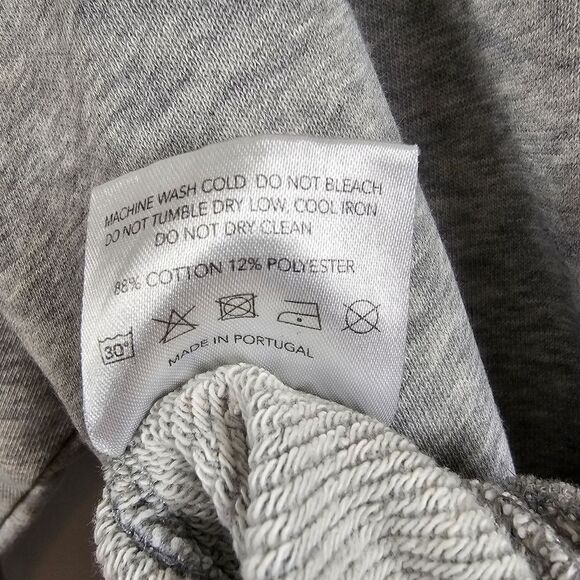 MACHINE WASH COLD DO NOT BLEACH
DO NOT TUMBLE DRY LOW. COOL IRON
DO NOT DRY CLEAN
88% COTTON 12% POLYESTER
30°
MADE IN PORTUGAL